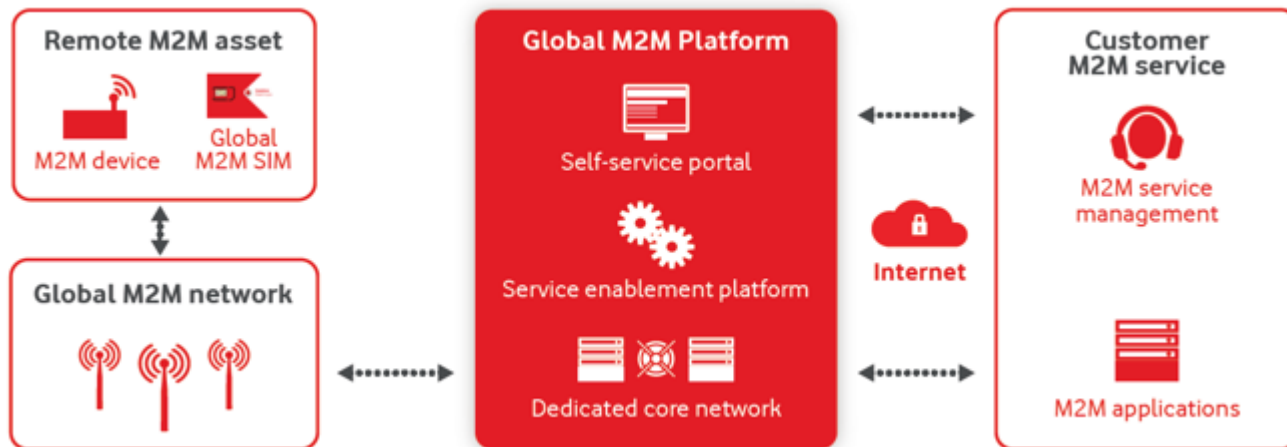 Remote M2M asset
M2M device
Global
M2M SIM
Global M2M network
Global M2M Platform
Self-service portal
Service enablement platform
Dedicated core network
Internet
Customer
M2M service
M2M service
management
M2M applications